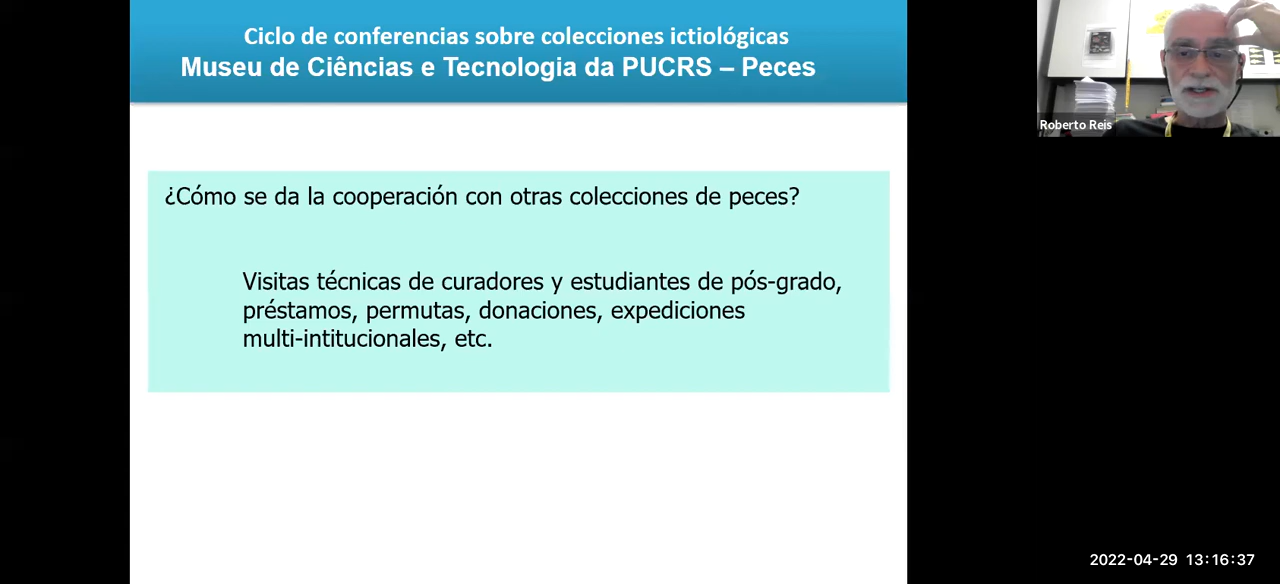 Ciclo de conferencias sobre colecciones ictiológicas
Museu de Ciências e Tecnologia da PUCRS – Peces
Roberto Reis
¿Cómo se da la cooperación con otras colecciones de peces?
Visitas técnicas de curadores y estudiantes de pós-grado,
préstamos, permutas, donaciones, expediciones
multi-intitucionales, etc.
2022-04-29 13:16:37